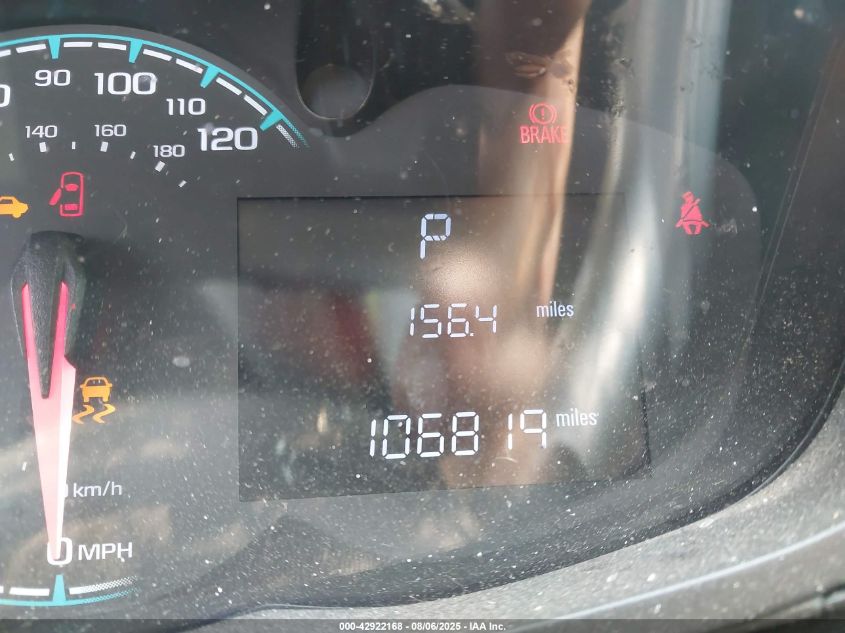 90 100
110
120
140 160
180
BRAKE
P
156.4 miles
106819 miles
km/h
0 MPH
000-42922168 - 08/06/2025 - IAA Inc.